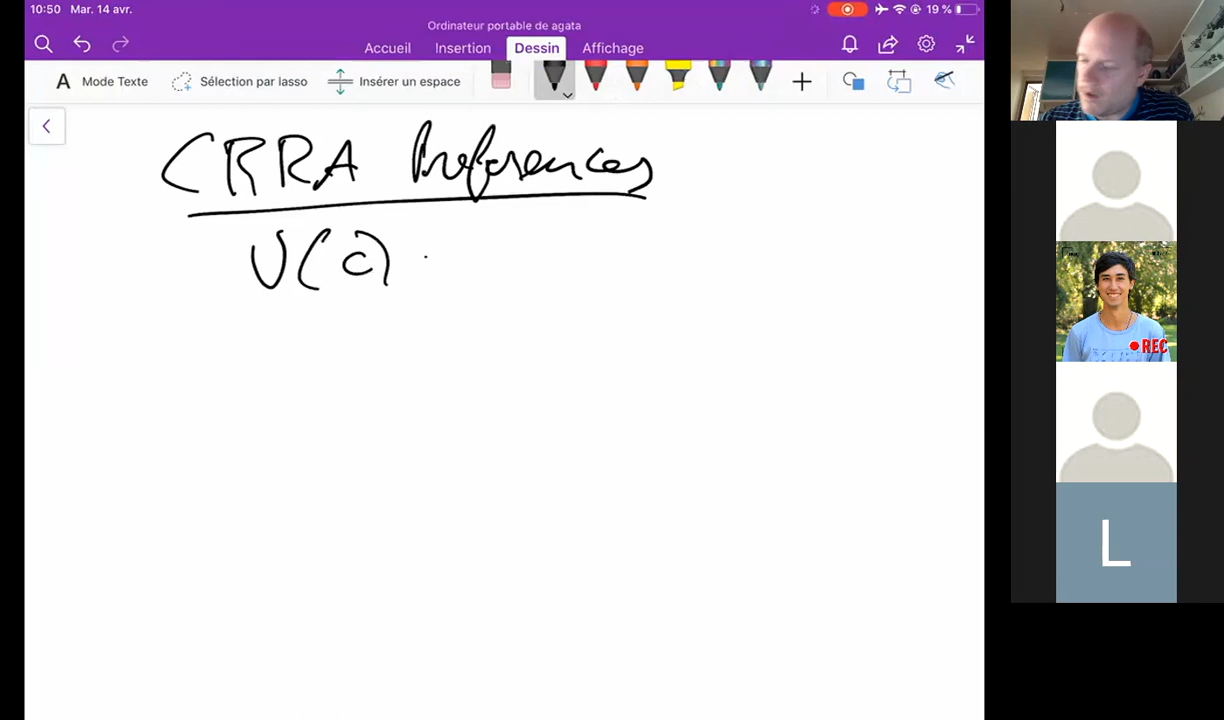 10:50 Mar. 14 avr.
19 %
Ordinateur portable de agata
Accueil Insertion Dessin Affichage
A Mode Texte Sélection par lasso Insérer un espace
CRRA Preferences
U(c)
REC
L